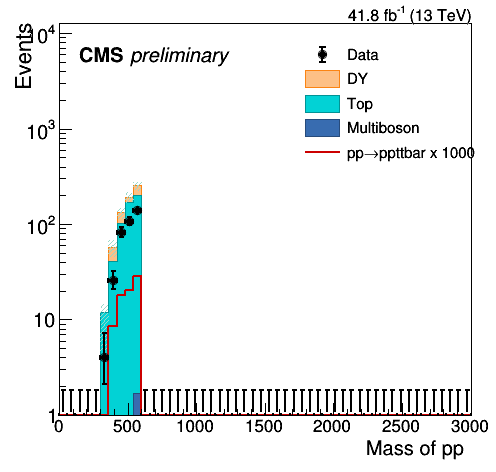 41.8 fb⁻¹ (13 TeV)
Events
CMS preliminary
Data
DY
Top
Multiboson
pp→ppttbar x 1000
10³
10²
10
1
0 500 1000 1500 2000 2500 3000
Mass of pp